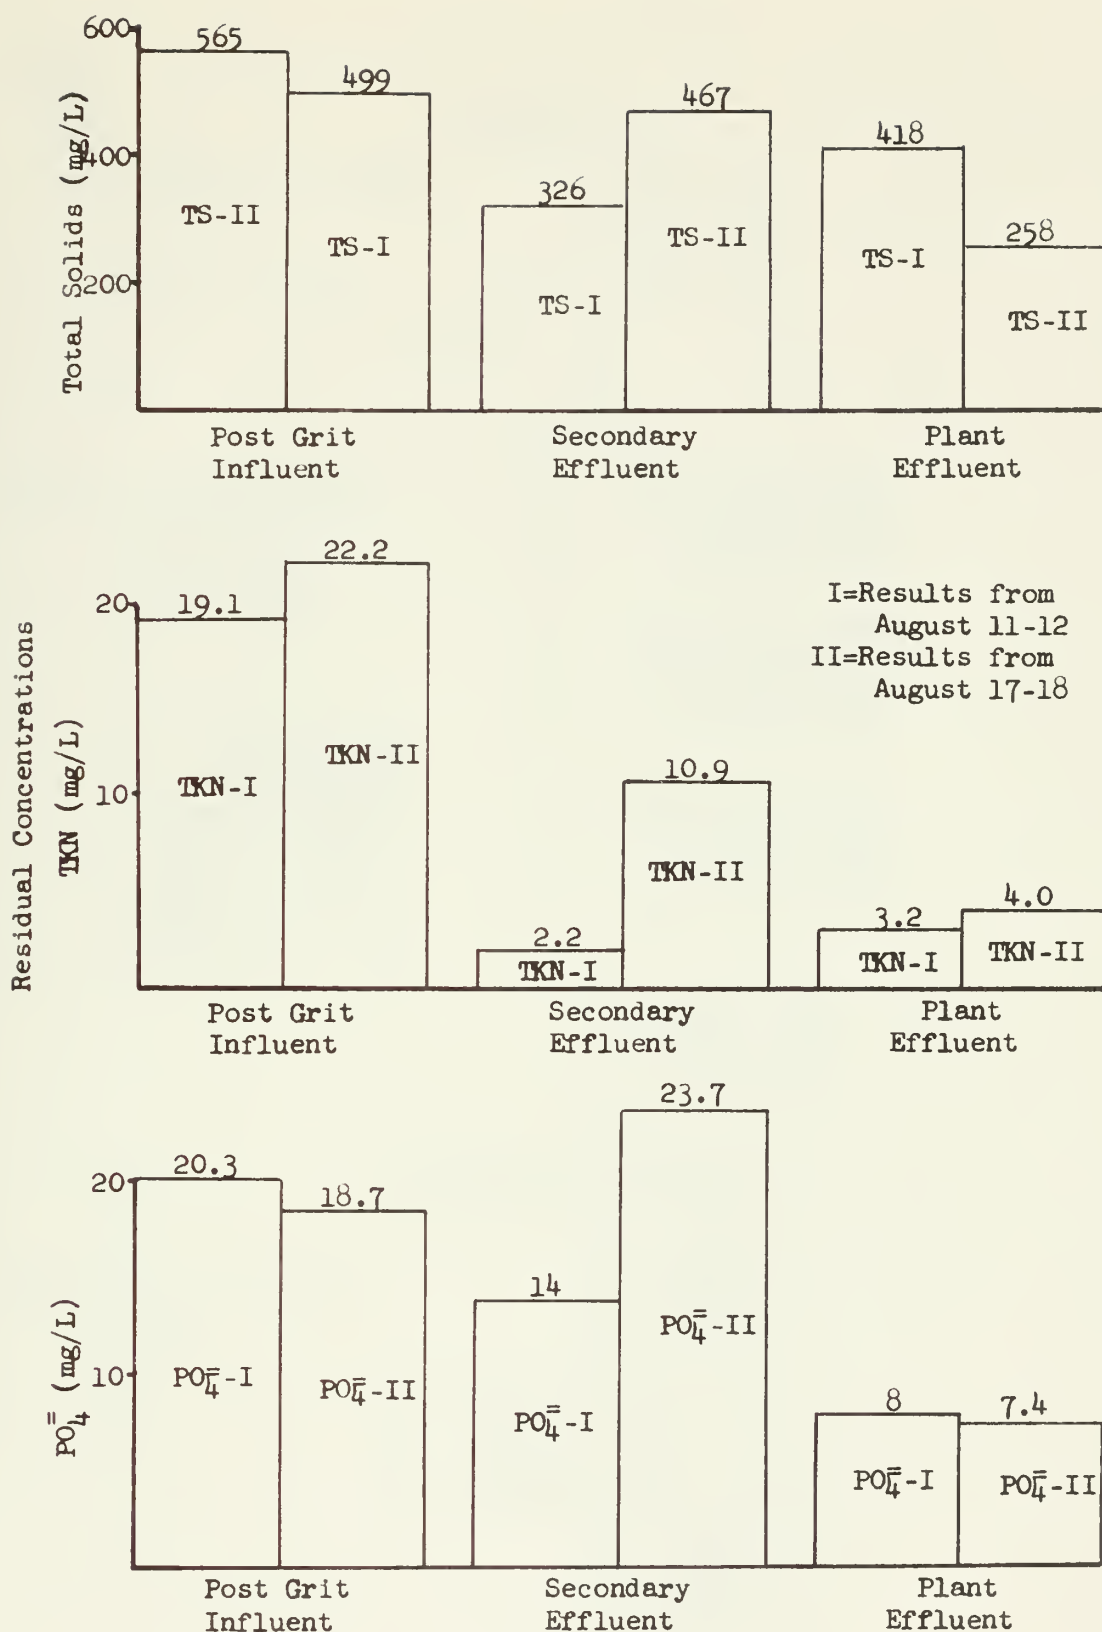 600
565
499
467
418
400
326
258
200
TS-II
TS-I
TS-I
TS-II
TS-I
TS-II
Total Solids (mg/L)
Post Grit
Influent
Secondary
Effluent
Plant
Effluent
22.2
20
19.1
I=Results from
August 11-12
II=Results from
August 17-18
10.9
10
TKN-I
TKN-II
TKN-II
4.0
3.2
2.2
TKN-I
TKN-I
TKN-II
Residual Concentrations
TKN (mg/L)
Post Grit
Influent
Secondary
Effluent
Plant
Effluent
23.7
20.3
20
18.7
14
10
8
7.4
PO₄⁼-I
PO₄⁼-II
PO₄⁼-I
PO₄⁼-II
PO₄⁼-I
PO₄⁼-II
PO₄⁼ (mg/L)
Post Grit
Influent
Secondary
Effluent
Plant
Effluent